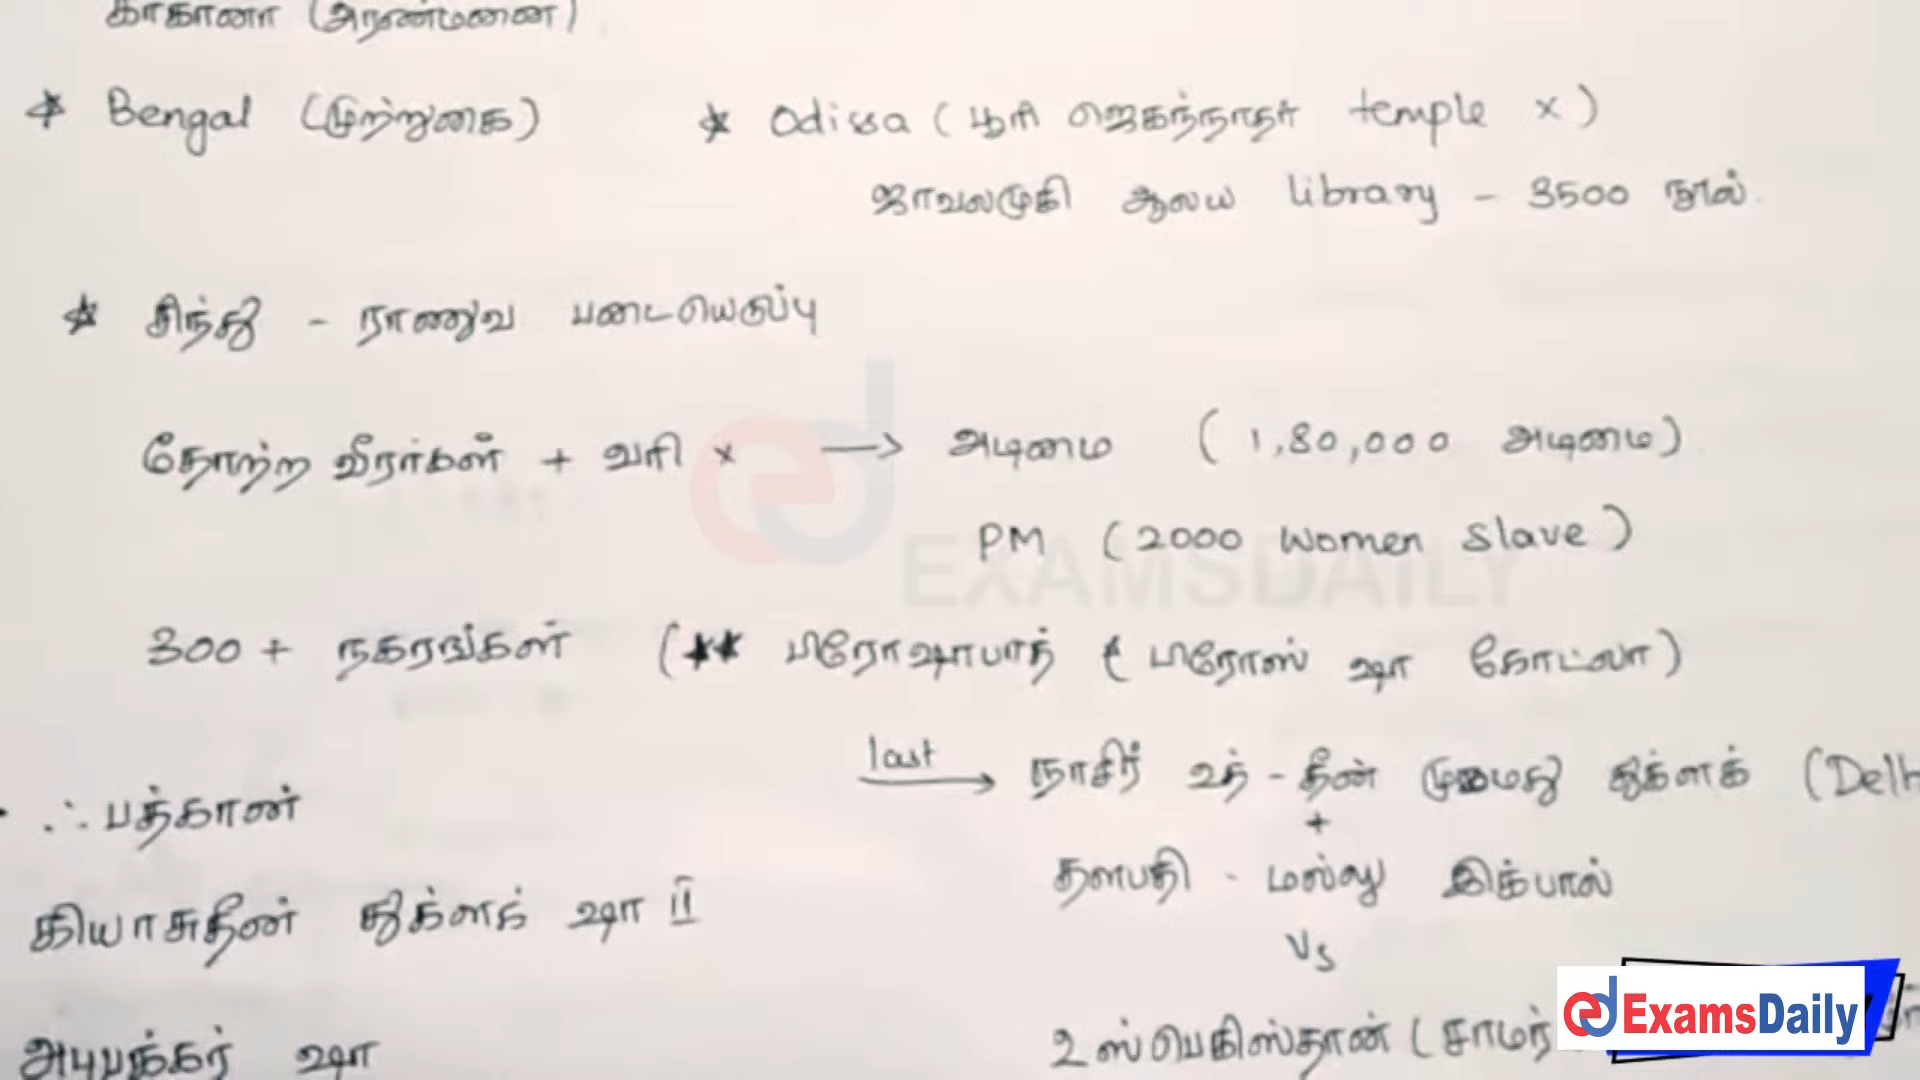 காகானா (அரண்மனை)
★ Bengal (முற்றுகை) ★ Odissa (பூரி ஜெகந்நாதர் temple x)
ஜாவலமுகி ஆலய library - 3500 நூல்.
★ சிந்து - ராணுவ படையெடுப்பு
தோற்ற வீரர்கள் + வரி x → அடிமை (1,80,000 அடிமை)
PM (2000 women slave)
EXAMSDAILY
300 + நகரங்கள் (★★ பிரோஷாபாத் & பிரோஸ் ஷா கோட்லா)
last → நாசிர் உத் - தீன் முகமது துக்ளக் (Delh
∴ பத்கான்
+
தளபதி - மல்லு இக்பால்
கியாசுதீன் துக்ளக் ஷா II
Vs
உஸ்பெகிஸ்தான் (சாமர்
அபுபக்கர் ஷா
ExamsDaily